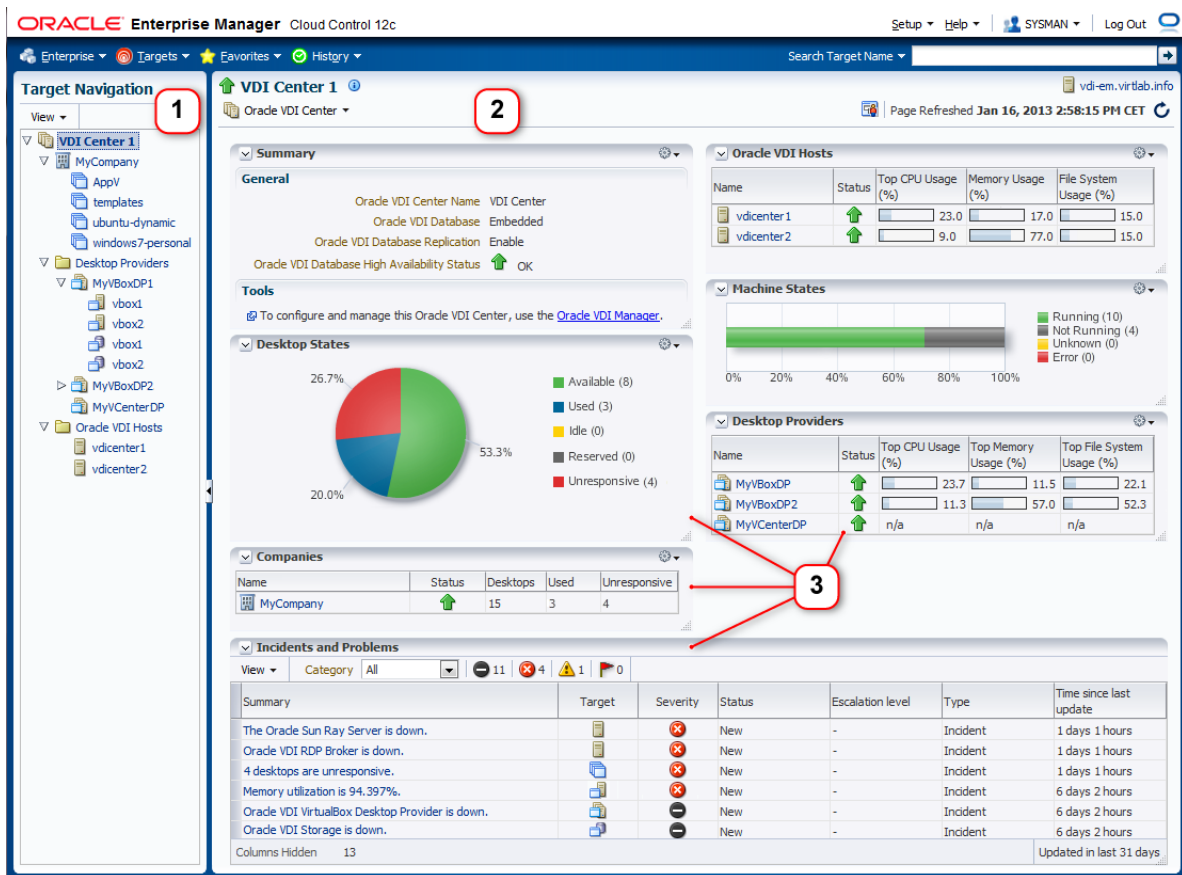 ORACLE Enterprise Manager Cloud Control 12c
Setup Help SYSMAN Log Out
Enterprise Targets Favorites History Search Target Name
Target Navigation
1
View
VDI Center 1
MyCompany
AppV
templates
ubuntu-dynamic
windows7-personal
Desktop Providers
MyVBoxDP1
vbox1
vbox2
vbox1
vbox2
MyVBoxDP2
MyVCenterDP
Oracle VDI Hosts
vdicenter1
vdicenter2
VDI Center 1
vdi-em.virtlab.info
Oracle VDI Center
2
Page Refreshed Jan 16, 2013 2:58:15 PM CET
Summary
General
Oracle VDI Center Name VDI Center
Oracle VDI Database Embedded
Oracle VDI Database Replication Enable
Oracle VDI Database High Availability Status OK
Tools
To configure and manage this Oracle VDI Center, use the Oracle VDI Manager.
Desktop States
26.7%
53.3%
20.0%
Available (8)
Used (3)
Idle (0)
Reserved (0)
Unresponsive (4)
Companies
Name Status Desktops Used Unresponsive
MyCompany 15 3 4
Oracle VDI Hosts
Name Status Top CPU Usage (%) Memory Usage (%) File System Usage (%)
vdicenter1 23.0 17.0 15.0
vdicenter2 9.0 77.0 15.0
Machine States
Running (10)
Not Running (4)
Unknown (0)
Error (0)
0% 20% 40% 60% 80% 100%
Desktop Providers
Name Status Top CPU Usage (%) Top Memory Usage (%) Top File System Usage (%)
MyVBoxDP 23.7 11.5 22.1
MyVBoxDP2 11.3 57.0 52.3
MyVCenterDP n/a n/a n/a
3
Incidents and Problems
View Category All 11 4 1 0
Summary Target Severity Status Escalation level Type Time since last update
The Oracle Sun Ray Server is down. New - Incident 1 days 1 hours
Oracle VDI RDP Broker is down. New - Incident 1 days 1 hours
4 desktops are unresponsive. New - Incident 1 days 1 hours
Memory utilization is 94.397%. New - Incident 6 days 2 hours
Oracle VDI VirtualBox Desktop Provider is down. New - Incident 6 days 2 hours
Oracle VDI Storage is down. New - Incident 6 days 2 hours
Columns Hidden 13 Updated in last 31 days